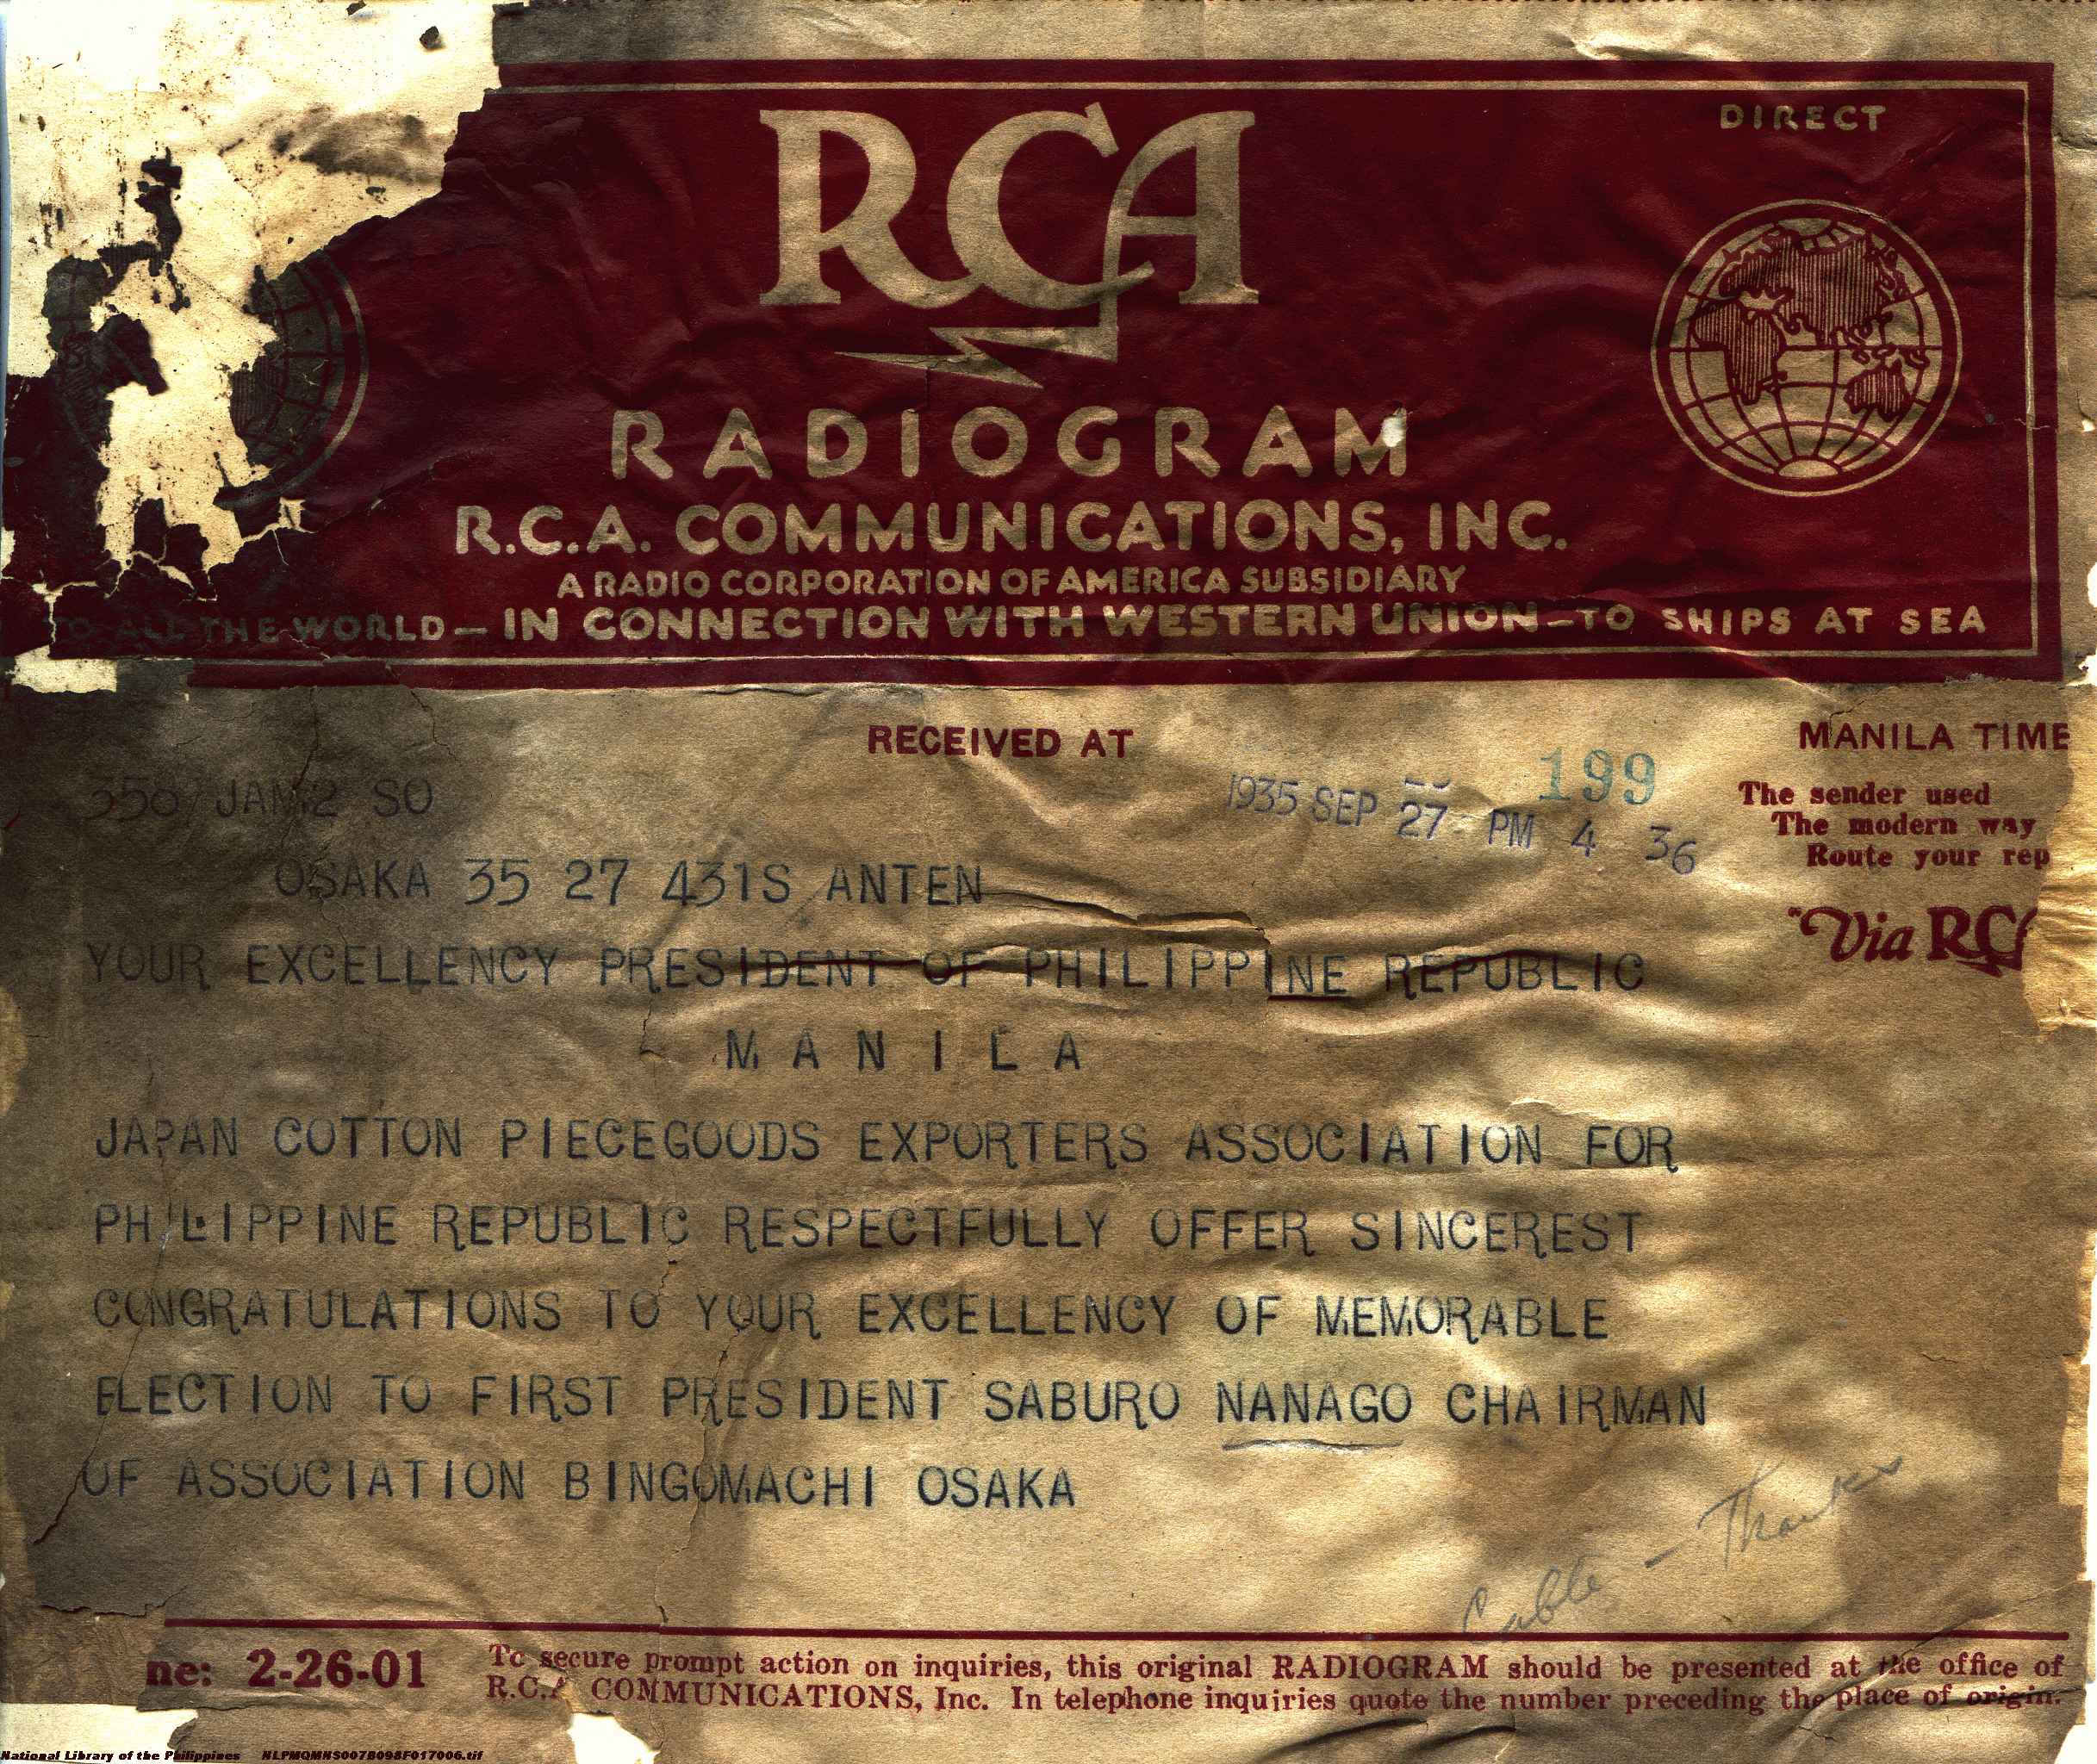 DIRECT
RCA
RADIOGRAM
R.C.A. COMMUNICATIONS, INC.
A RADIO CORPORATION OF AMERICA SUBSIDIARY
TO ALL THE WORLD — IN CONNECTION WITH WESTERN UNION — TO SHIPS AT SEA
RECEIVED AT
MANILA TIME
199
1935 SEP 27 PM 4 36
The sender used
The modern way
Route your rep
"Via RCA
SO
OSAKA 35 27 431S ANTEN
YOUR EXCELLENCY PRESIDENT OF PHILIPPINE REPUBLIC
M A N I L A
JAPAN COTTON PIECEGOODS EXPORTERS ASSOCIATION FOR
PHILIPPINE REPUBLIC RESPECTFULLY OFFER SINCEREST
CONGRATULATIONS TO YOUR EXCELLENCY OF MEMORABLE
ELECTION TO FIRST PRESIDENT SABURO NANAGO CHAIRMAN
OF ASSOCIATION BINGOMACHI OSAKA
Cable - Thanks
ne: 2-26-01
To secure prompt action on inquiries, this original RADIOGRAM should be presented at the office of
R.C.A. COMMUNICATIONS, Inc. In telephone inquiries quote the number preceding the place of origin.
National Library of the Philippines NLPMQMNS007B098F017006.tif